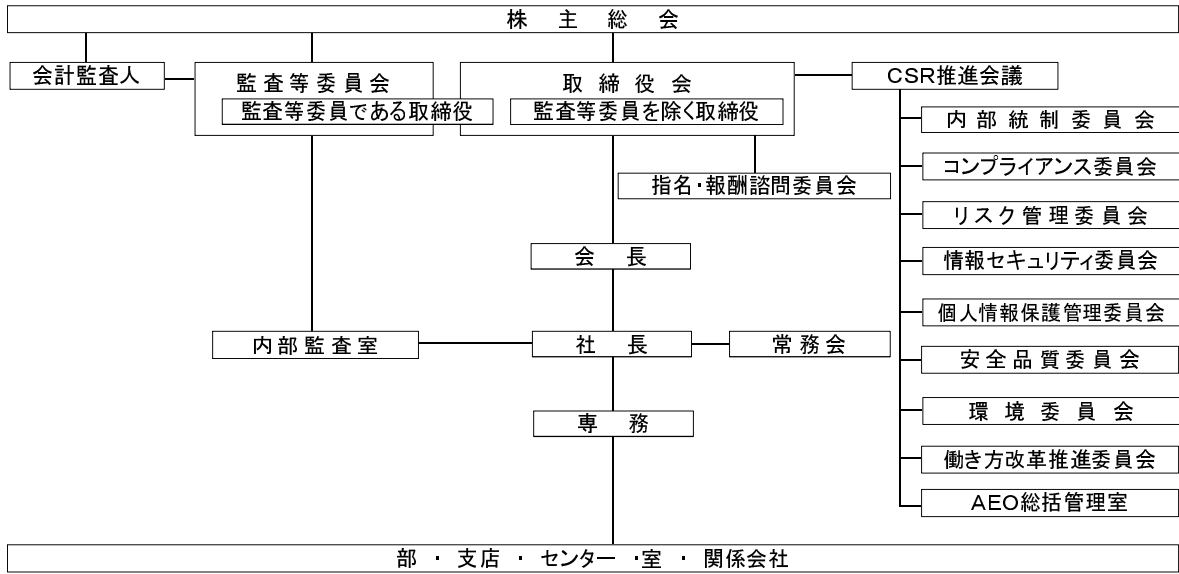 株主総会
会計監査人
監査等委員会
監査等委員である取締役
取締役会
監査等委員を除く取締役
CSR推進会議
内部統制委員会
コンプライアンス委員会
指名・報酬諮問委員会
リスク管理委員会
会長
情報セキュリティ委員会
個人情報保護管理委員会
内部監査室
社長
常務会
安全品質委員会
専務
環境委員会
働き方改革推進委員会
AEO総括管理室
部・支店・センター・室・関係会社